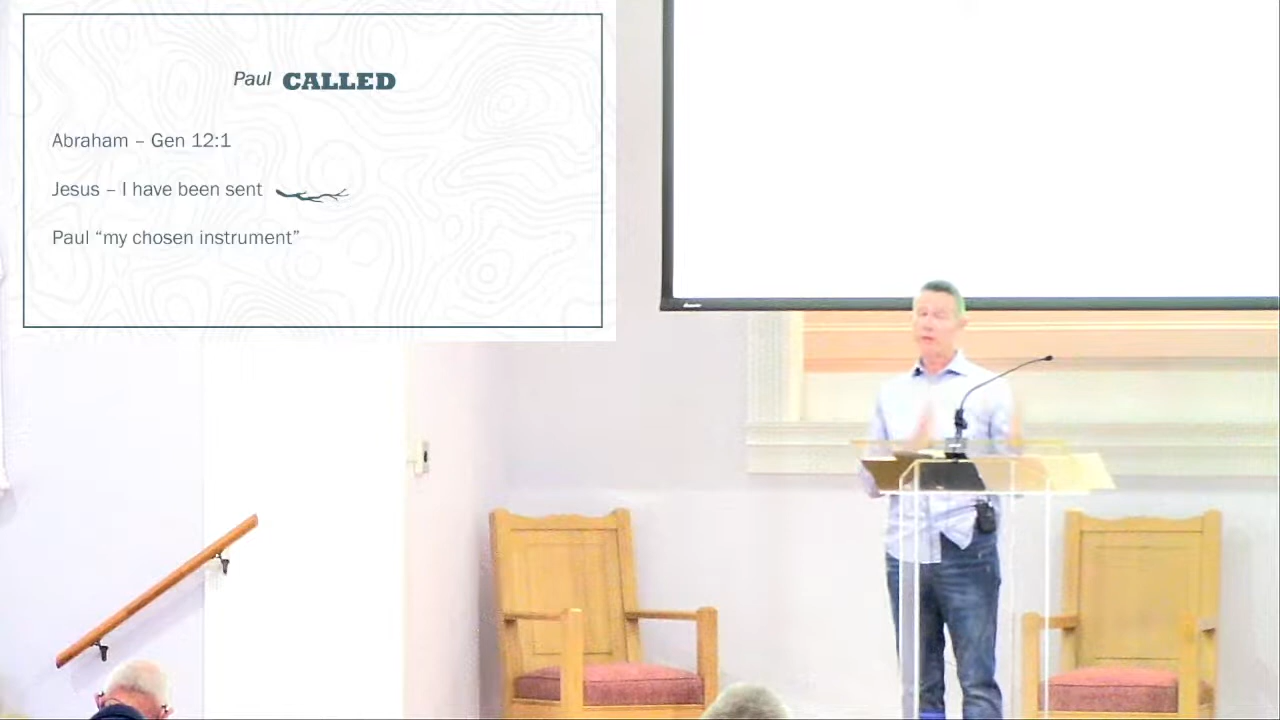 Paul CALLED
Abraham – Gen 12:1
Jesus – I have been sent
Paul “my chosen instrument”